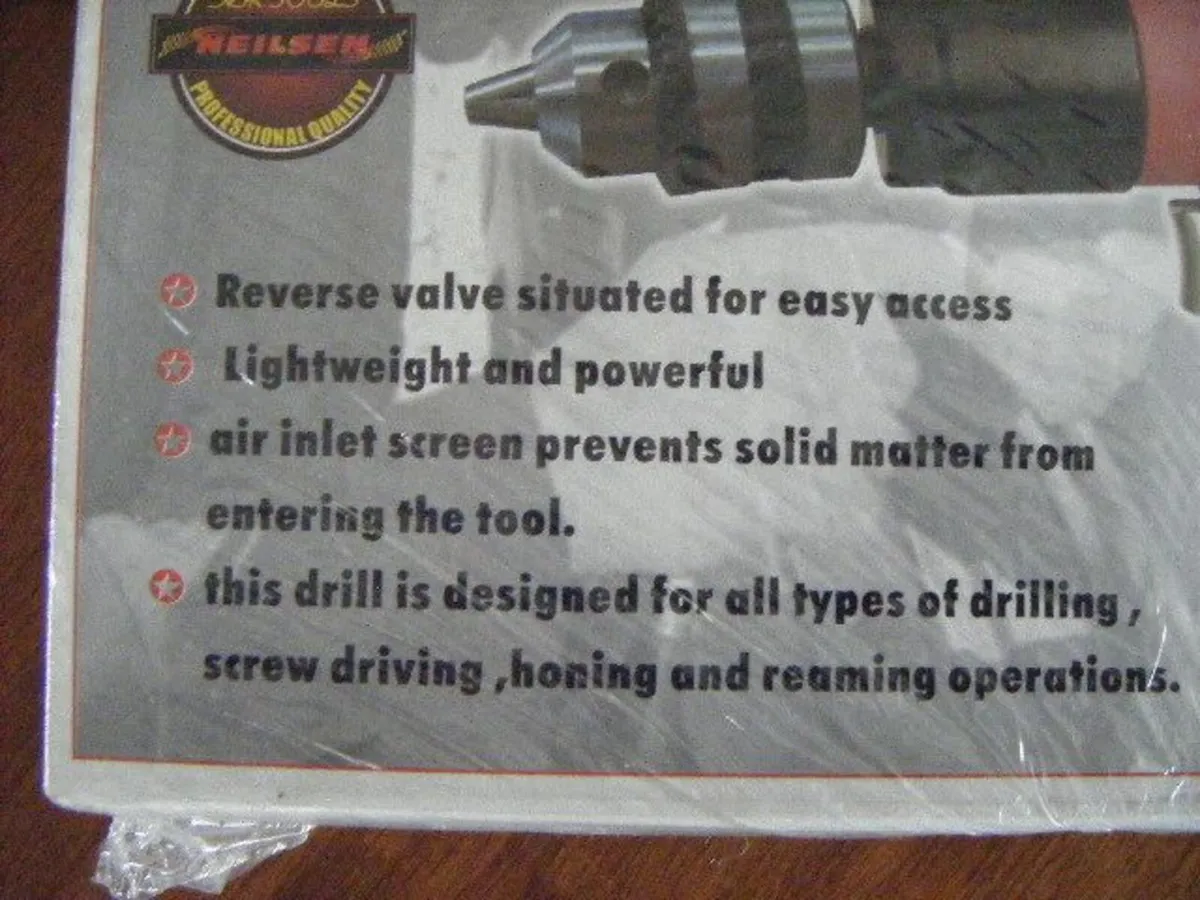 NEILSEN
PROFESSIONAL QUALITY
Reverse valve situated for easy access
Lightweight and powerful
air inlet screen prevents solid matter from
entering the tool.
this drill is designed for all types of drilling ,
screw driving ,honing and reaming operations.